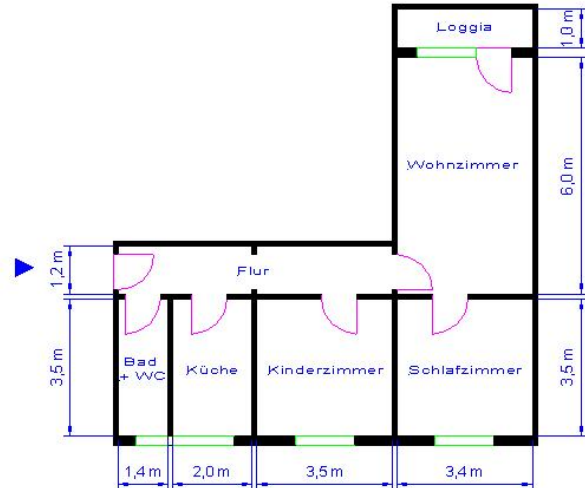 Loggia
1,0 m
Wohnzimmer
6,0 m
1,2 m
Flur
3,5 m
Bad
+ WC
Küche
Kinderzimmer
Schlafzimmer
3,5 m
1,4 m
2,0 m
3,5 m
3,4 m